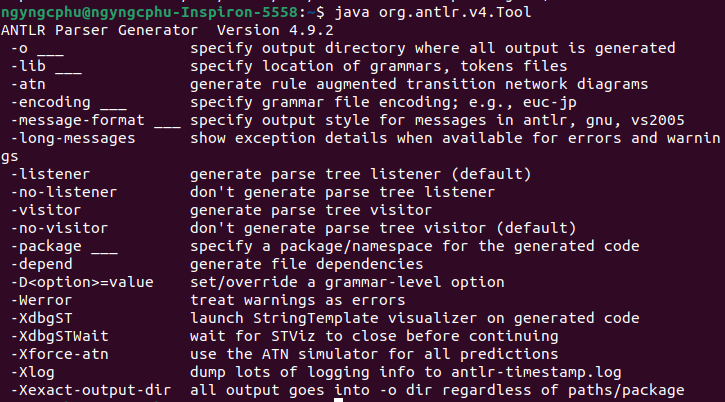 ngyngcphu@ngyngcphu-Inspiron-5558:~$ java org.antlr.v4.Tool
ANTLR Parser Generator  Version 4.9.2
 -o ___              specify output directory where all output is generated
 -lib ___            specify location of grammars, tokens files
 -atn                generate rule augmented transition network diagrams
 -encoding ___       specify grammar file encoding; e.g., euc-jp
 -message-format ___ specify output style for messages in antlr, gnu, vs2005
 -long-messages      show exception details when available for errors and warnin
gs
 -listener           generate parse tree listener (default)
 -no-listener        don't generate parse tree listener
 -visitor            generate parse tree visitor
 -no-visitor         don't generate parse tree visitor (default)
 -package ___        specify a package/namespace for the generated code
 -depend             generate file dependencies
 -D<option>=value    set/override a grammar-level option
 -Werror             treat warnings as errors
 -XdbgST             launch StringTemplate visualizer on generated code
 -XdbgSTWait         wait for STViz to close before continuing
 -Xforce-atn         use the ATN simulator for all predictions
 -Xlog               dump lots of logging info to antlr-timestamp.log
 -Xexact-output-dir  all output goes into -o dir regardless of paths/package